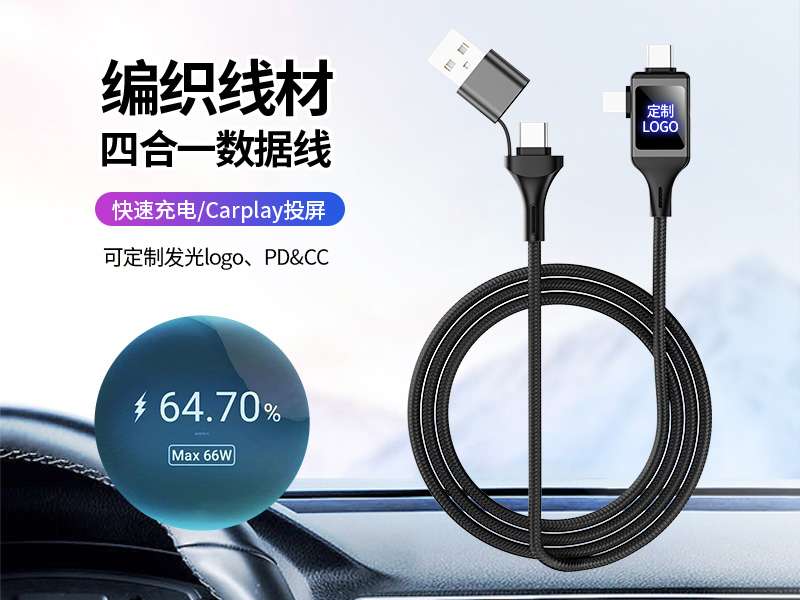 编织线材
四合一数据线
快速充电/Carplay投屏
可定制发光logo、PD&CC
定制
LOGO
64.70%
Max 66W